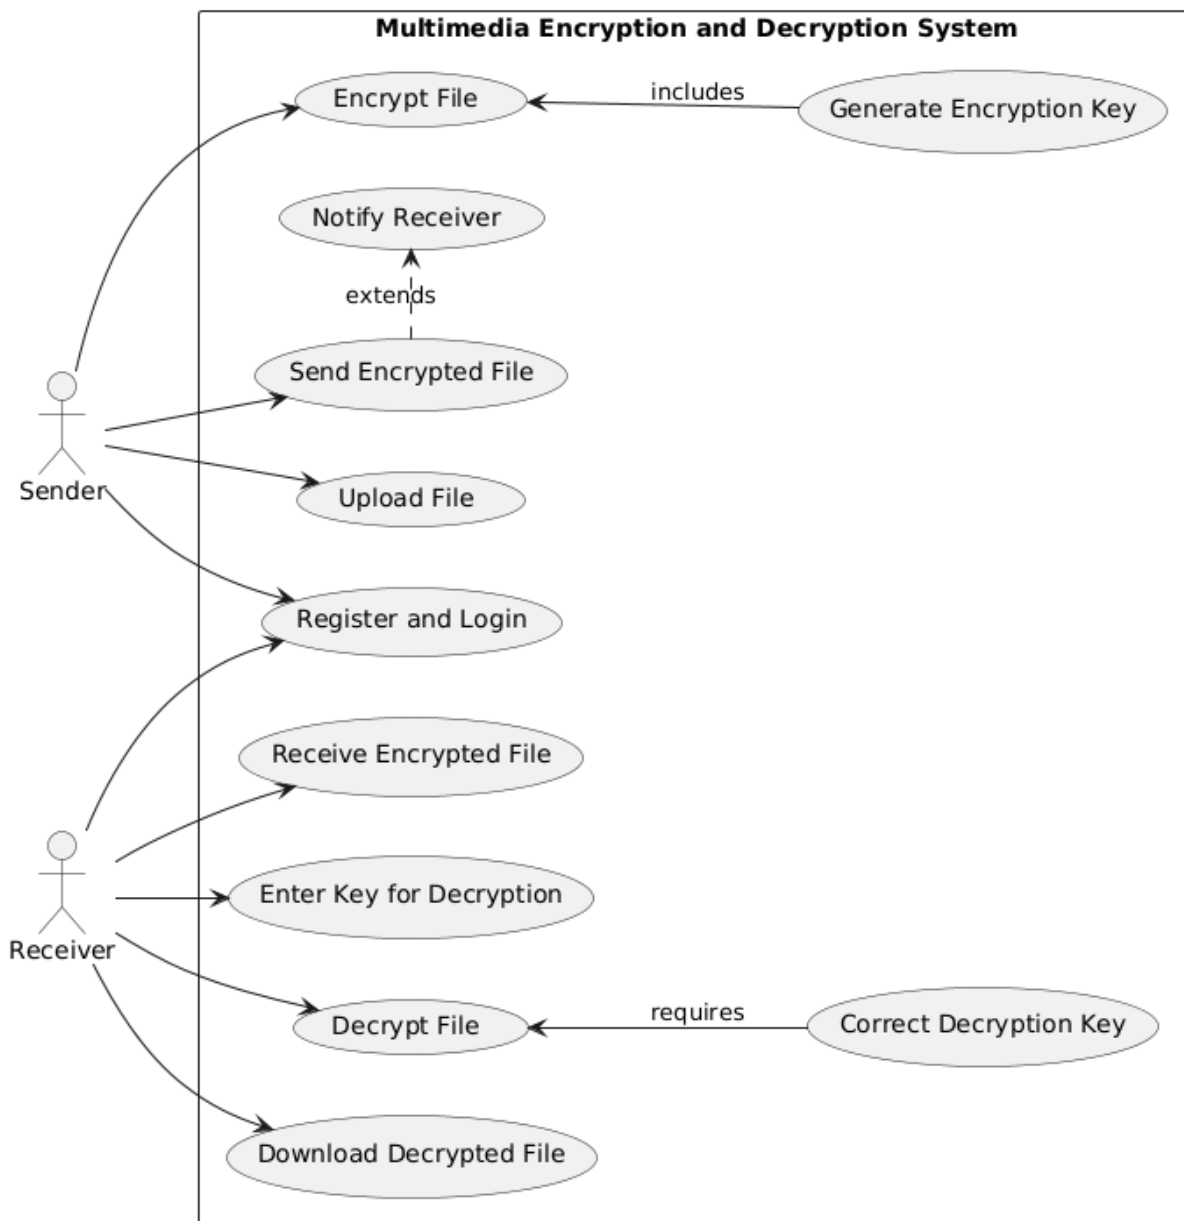 Multimedia Encryption and Decryption System
Encrypt File
includes
Generate Encryption Key
Notify Receiver
extends
Send Encrypted File
Sender
Upload File
Register and Login
Receive Encrypted File
Enter Key for Decryption
Receiver
Decrypt File
requires
Correct Decryption Key
Download Decrypted File